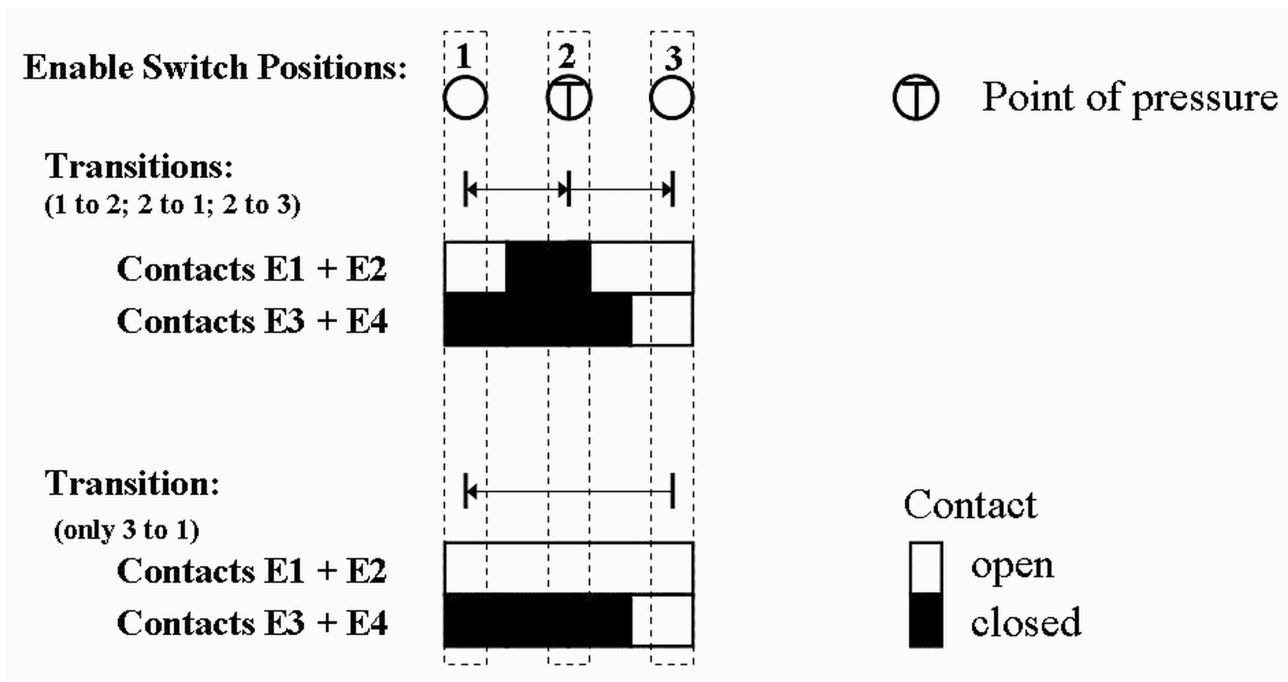 1 2 3
Enable Switch Positions:
Point of pressure
Transitions:
(1 to 2; 2 to 1; 2 to 3)
Contacts E1 + E2
Contacts E3 + E4
Transition:
(only 3 to 1)
Contacts E1 + E2
Contacts E3 + E4
Contact
open
closed